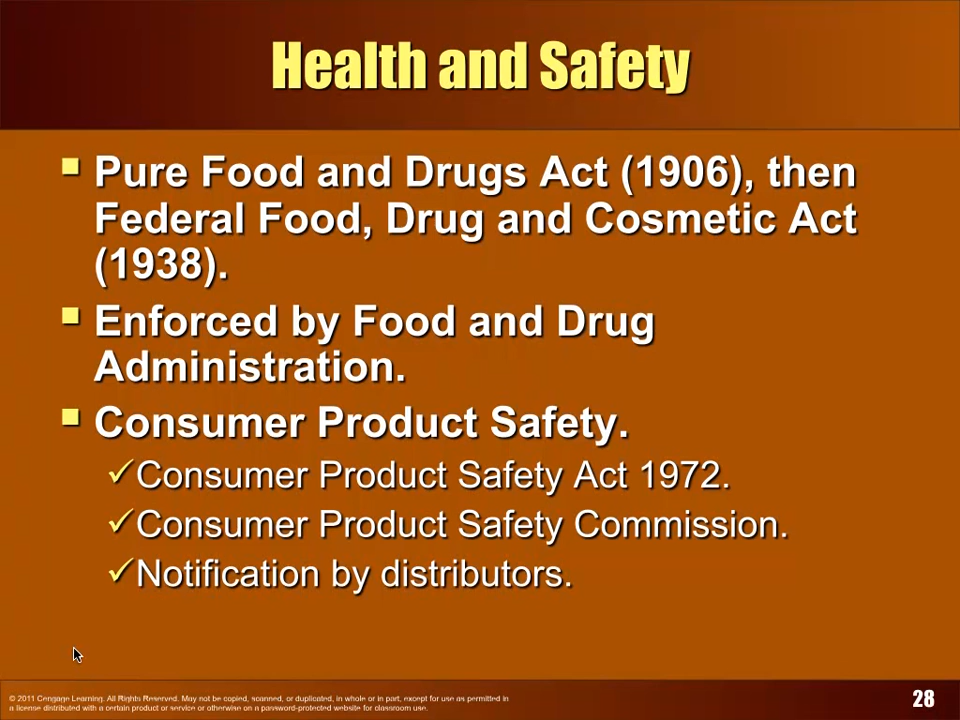 Health and Safety
Pure Food and Drugs Act (1906), then
Federal Food, Drug and Cosmetic Act
(1938).
Enforced by Food and Drug
Administration.
Consumer Product Safety.
Consumer Product Safety Act 1972.
Consumer Product Safety Commission.
Notification by distributors.
© 2011 Cengage Learning. All Rights Reserved. May not be copied, scanned, or duplicated, in whole or in part, except for use as permitted in
a license distributed with a certain product or service or otherwise on a password-protected website for classroom use.
28